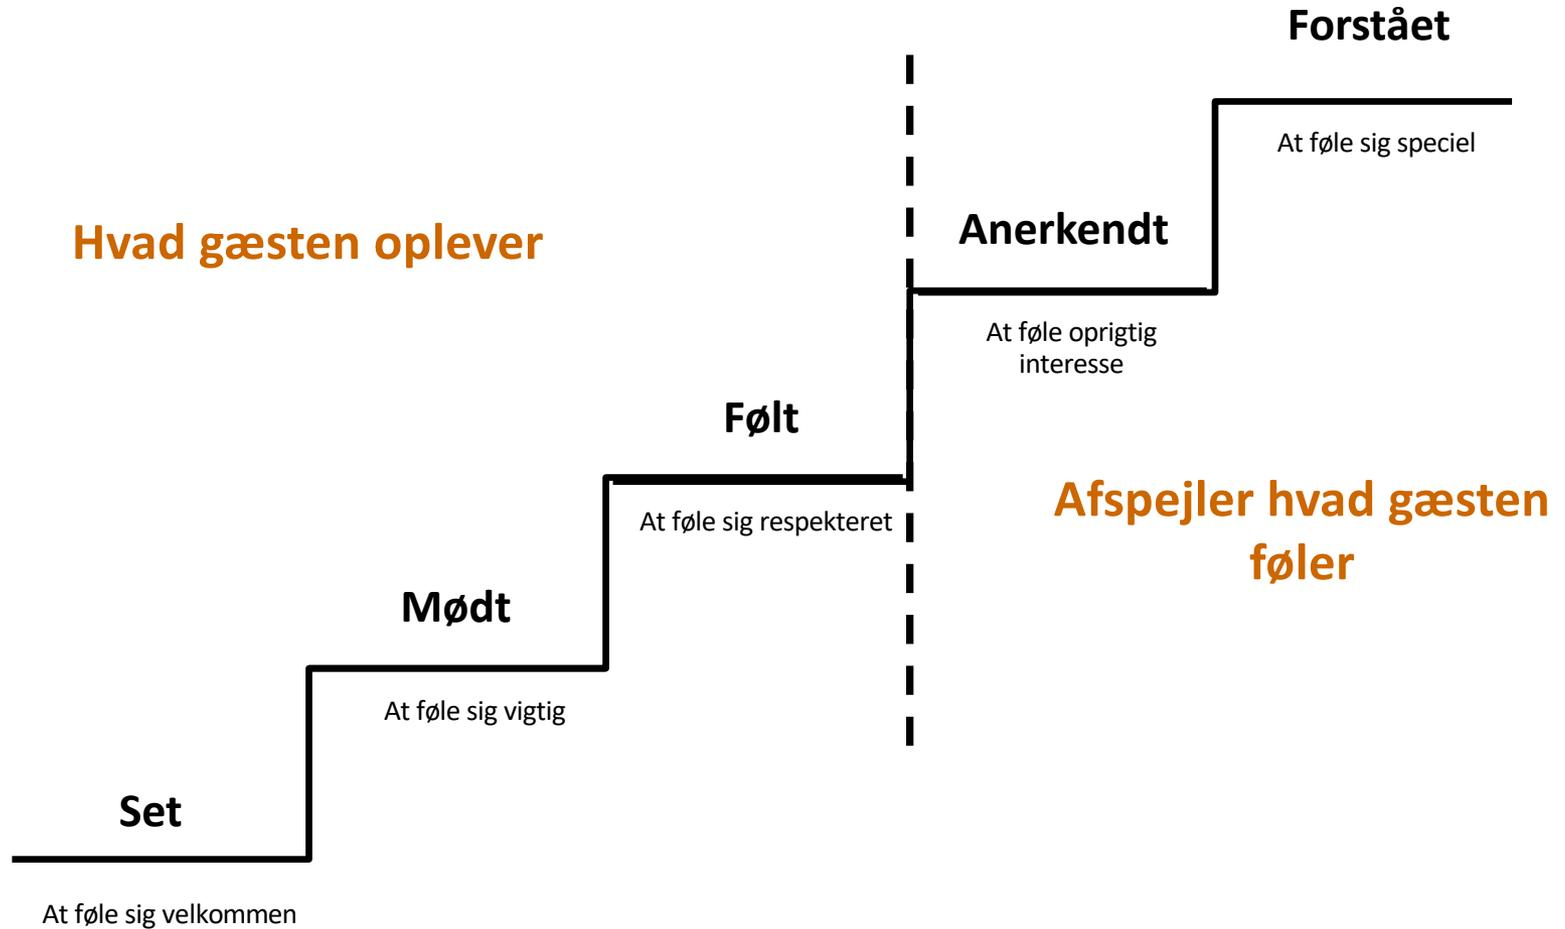 Forstået
At føle sig speciel
Hvad gæsten oplever
Anerkendt
At føle oprigtig
interesse
Følt
At føle sig respekteret
Afspejler hvad gæsten
føler
Mødt
At føle sig vigtig
Set
At føle sig velkommen